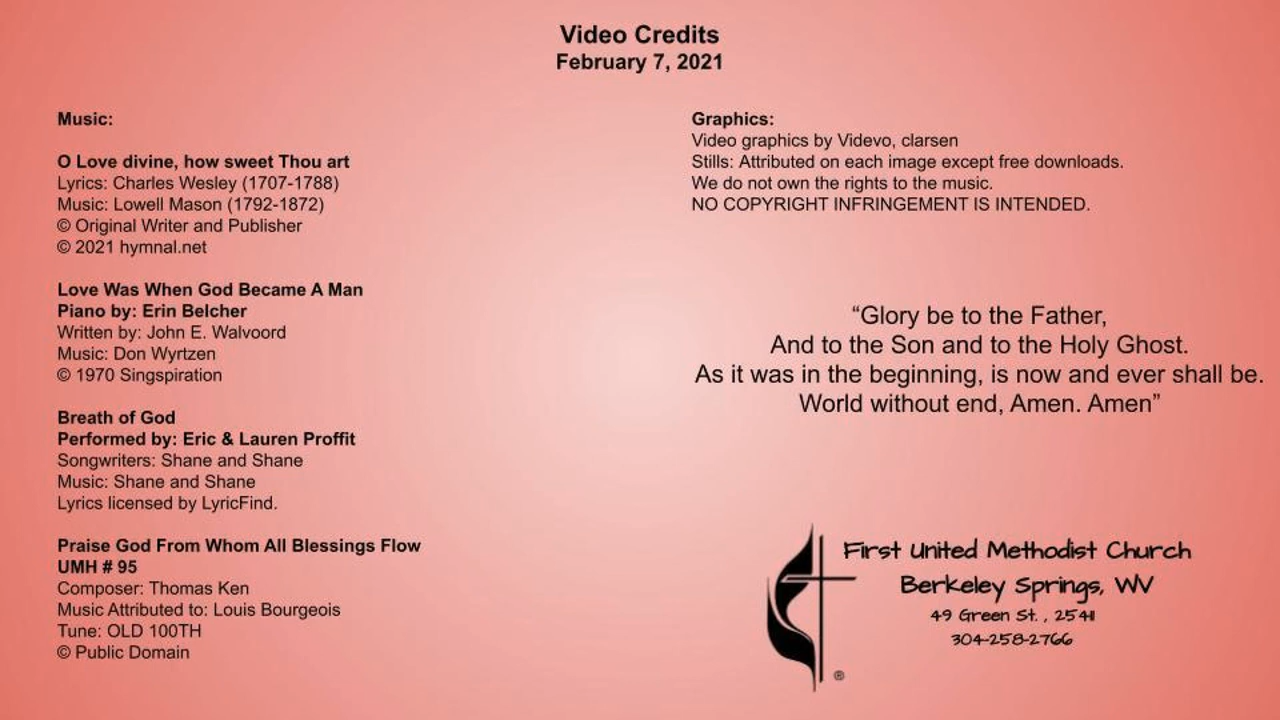 Video Credits
February 7, 2021
Music:
O Love divine, how sweet Thou art
Lyrics: Charles Wesley (1707-1788)
Music: Lowell Mason (1792-1872)
© Original Writer and Publisher
© 2021 hymnal.net
Love Was When God Became A Man
Piano by: Erin Belcher
Written by: John E. Walvoord
Music: Don Wyrtzen
© 1970 Singspiration
Breath of God
Performed by: Eric & Lauren Proffit
Songwriters: Shane and Shane
Music: Shane and Shane
Lyrics licensed by LyricFind.
Praise God From Whom All Blessings Flow
UMH # 95
Composer: Thomas Ken
Music Attributed to: Louis Bourgeois
Tune: OLD 100TH
© Public Domain
Graphics:
Video graphics by Videvo, clarsen
Stills: Attributed on each image except free downloads.
We do not own the rights to the music.
NO COPYRIGHT INFRINGEMENT IS INTENDED.
“Glory be to the Father,
And to the Son and to the Holy Ghost.
As it was in the beginning, is now and ever shall be.
World without end, Amen. Amen”
First United Methodist Church
Berkeley Springs, WV
49 Green St. , 25411
304-258-2766
®